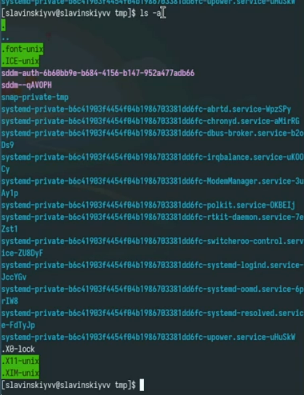 systemd-private-b6c41903f4454f04b1986703381dd6fc-upower.service-uHuSkW
[slavinskiyvv@slavinskiyvv tmp]$ ls -a
.
..
.font-unix
.ICE-unix
sddm-auth-6b60bb9e-b684-4156-b147-952a477adb66
sddm--qAVOPH
snap-private-tmp
systemd-private-b6c41903f4454f04b1986703381dd6fc-abrtd.service-WpzSPy
systemd-private-b6c41903f4454f04b1986703381dd6fc-chronyd.service-aMirRG
systemd-private-b6c41903f4454f04b1986703381dd6fc-dbus-broker.service-b2o
Ds9
systemd-private-b6c41903f4454f04b1986703381dd6fc-irqbalance.service-uKOO
Cy
systemd-private-b6c41903f4454f04b1986703381dd6fc-ModemManager.service-3u
Ay1p
systemd-private-b6c41903f4454f04b1986703381dd6fc-polkit.service-OKBEIj
systemd-private-b6c41903f4454f04b1986703381dd6fc-rtkit-daemon.service-7e
Zst1
systemd-private-b6c41903f4454f04b1986703381dd6fc-switcheroo-control.serv
ice-ZU8DyF
systemd-private-b6c41903f4454f04b1986703381dd6fc-systemd-logind.service-
JccYGv
systemd-private-b6c41903f4454f04b1986703381dd6fc-systemd-oomd.service-6p
rIW8
systemd-private-b6c41903f4454f04b1986703381dd6fc-systemd-resolved.servic
e-FdTyJp
systemd-private-b6c41903f4454f04b1986703381dd6fc-upower.service-uHuSkW
.X0-lock
.X11-unix
.XIM-unix
[slavinskiyvv@slavinskiyvv tmp]$